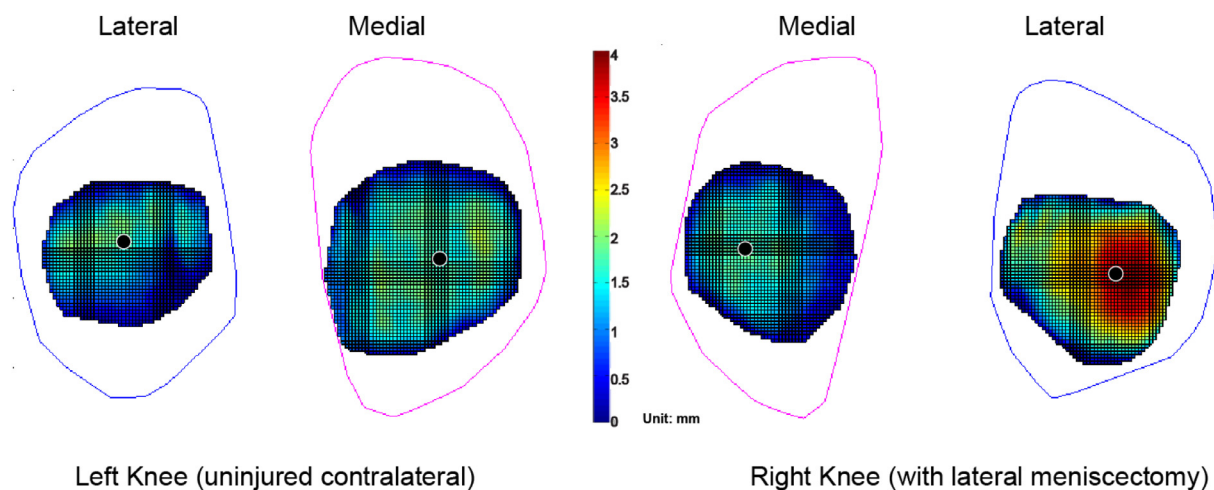 Lateral
Medial
Medial
Lateral
4
3.5
3
2.5
2
1.5
1
0.5
0
Unit: mm
Left Knee (uninjured contralateral)
Right Knee (with lateral meniscectomy)